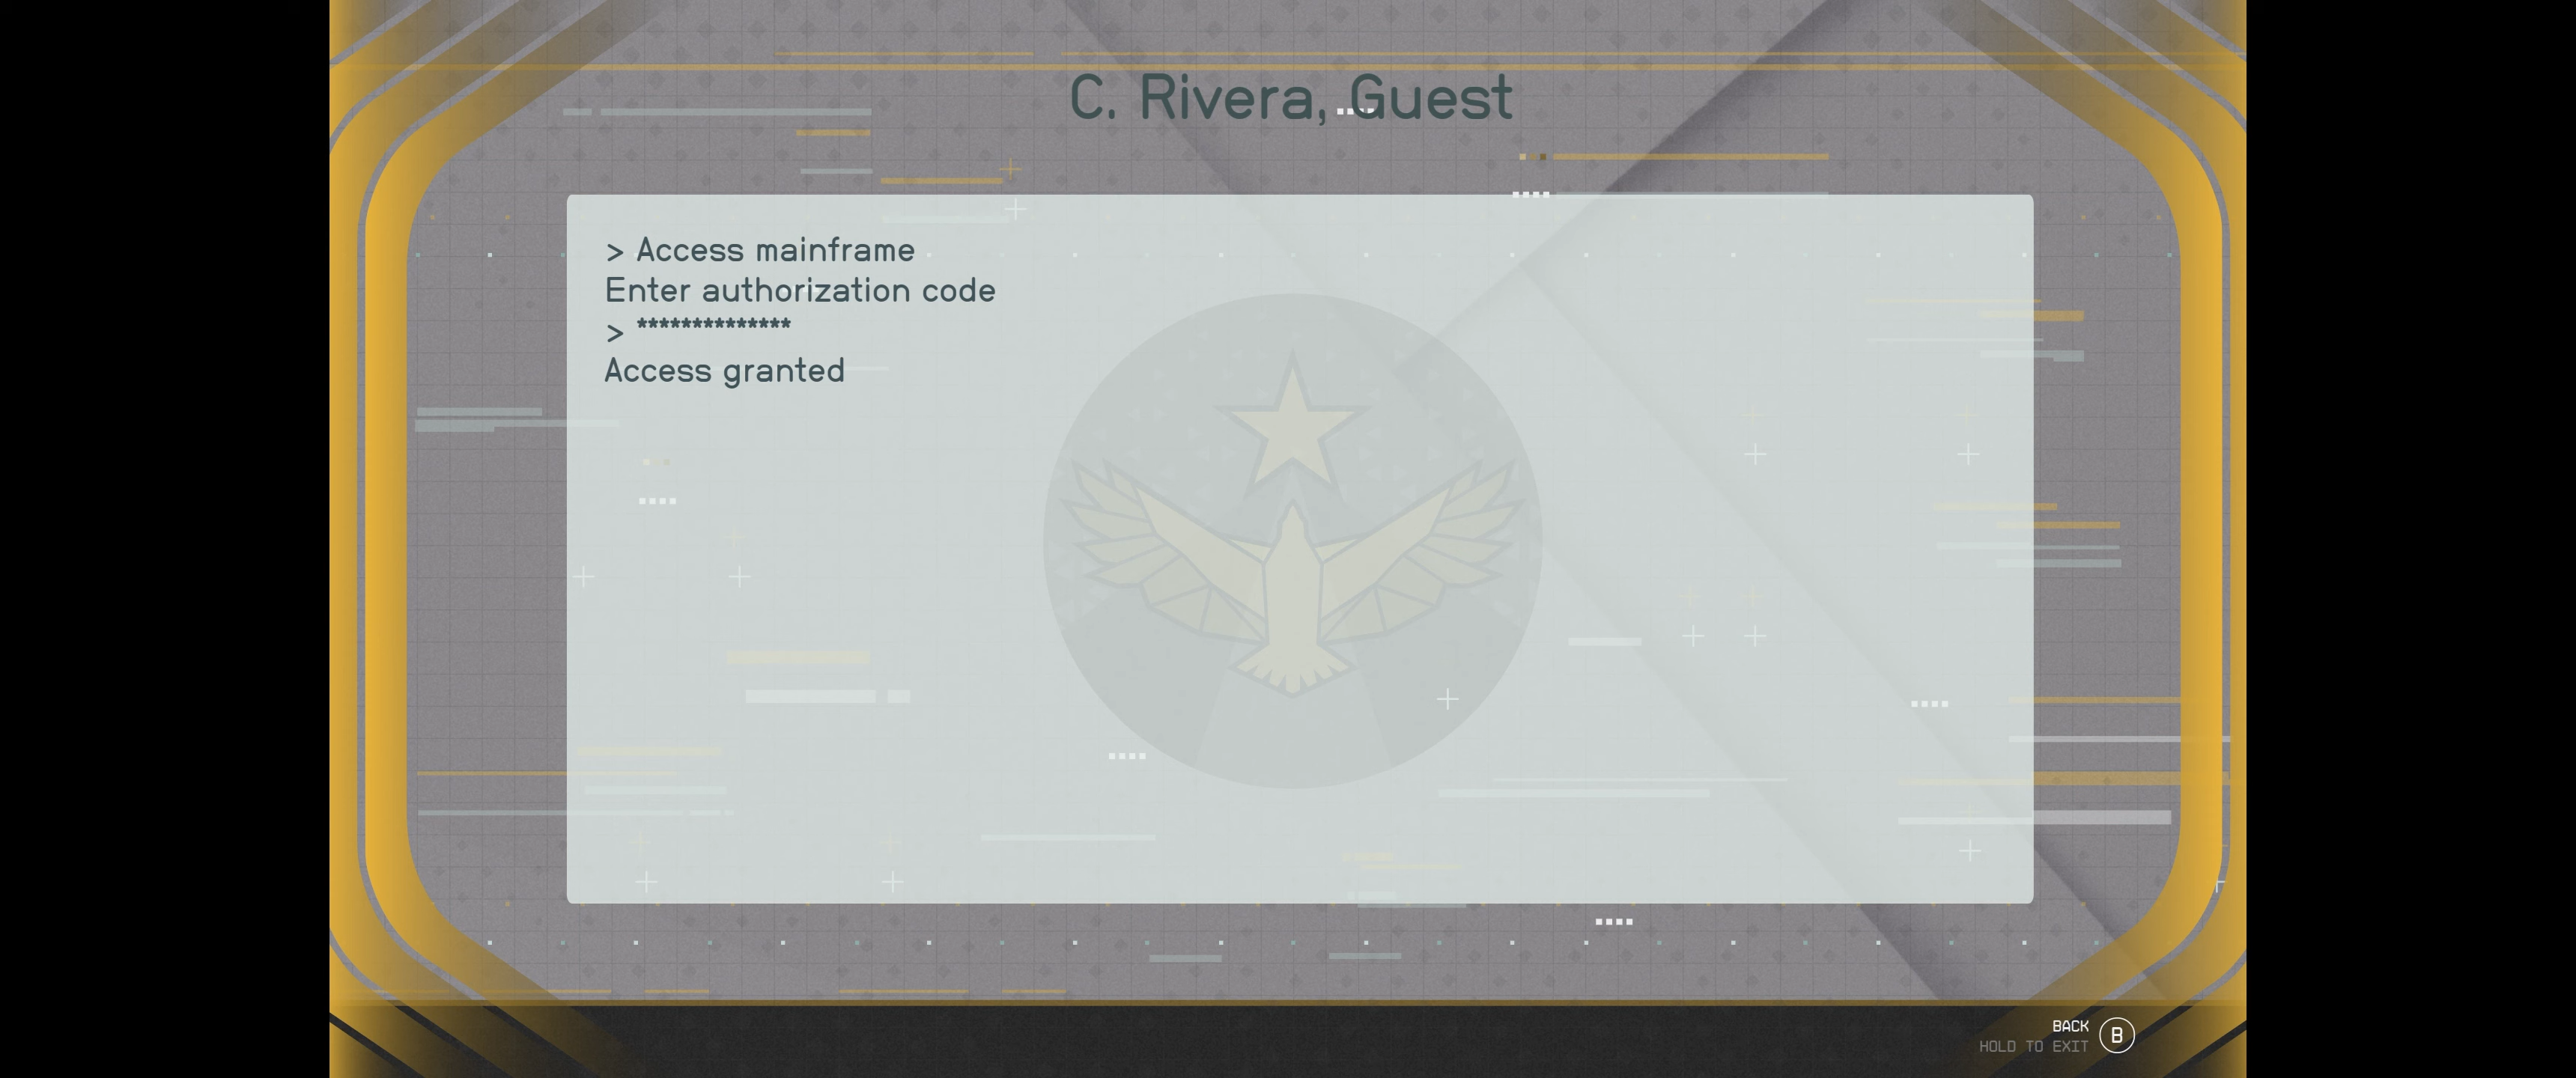 C. Rivera, Guest
> Access mainframe
Enter authorization code
> **************
Access granted
BACK
HOLD TO EXIT
B